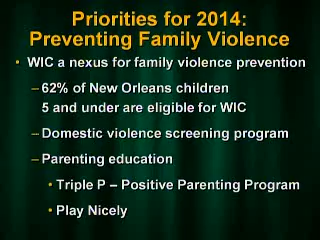 Priorities for 2014:
Preventing Family Violence
• WIC a nexus for family violence prevention
– 62% of New Orleans children
5 and under are eligible for WIC
– Domestic violence screening program
– Parenting education
• Triple P – Positive Parenting Program
• Play Nicely